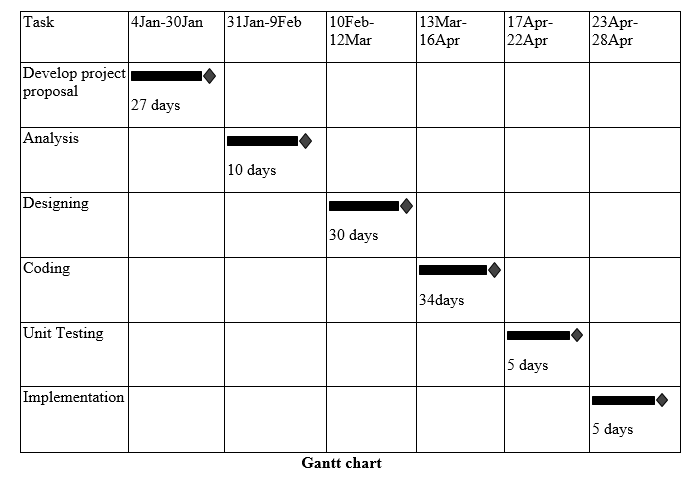 Task 4Jan-30Jan 31Jan-9Feb 10Feb- 13Mar- 17Apr- 23Apr-
12Mar 16Apr 22Apr 28Apr
Develop project
proposal
27 days
Analysis
10 days
Designing
30 days
Coding
34days
Unit Testing
5 days
Implementation
5 days
Gantt chart